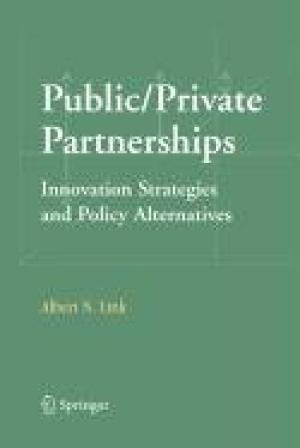 Public/Private
Partnerships
Innovation Strategies
and Policy Alternatives
Albert N. Link
Springer